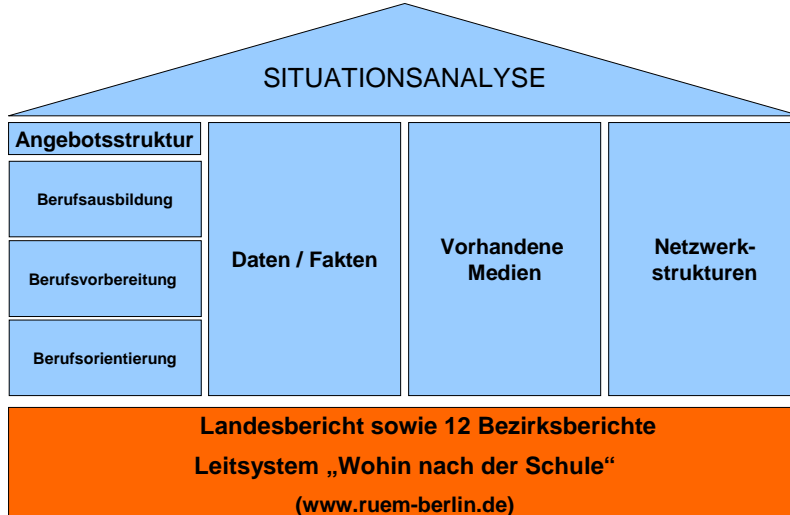 SITUATIONSANALYSE
Angebotsstruktur
Berufsausbildung
Berufsvorbereitung
Berufsorientierung
Daten / Fakten
Vorhandene
Medien
Netzwerk-
strukturen
Landesbericht sowie 12 Bezirksberichte
Leitsystem „Wohin nach der Schule“
(www.ruem-berlin.de)